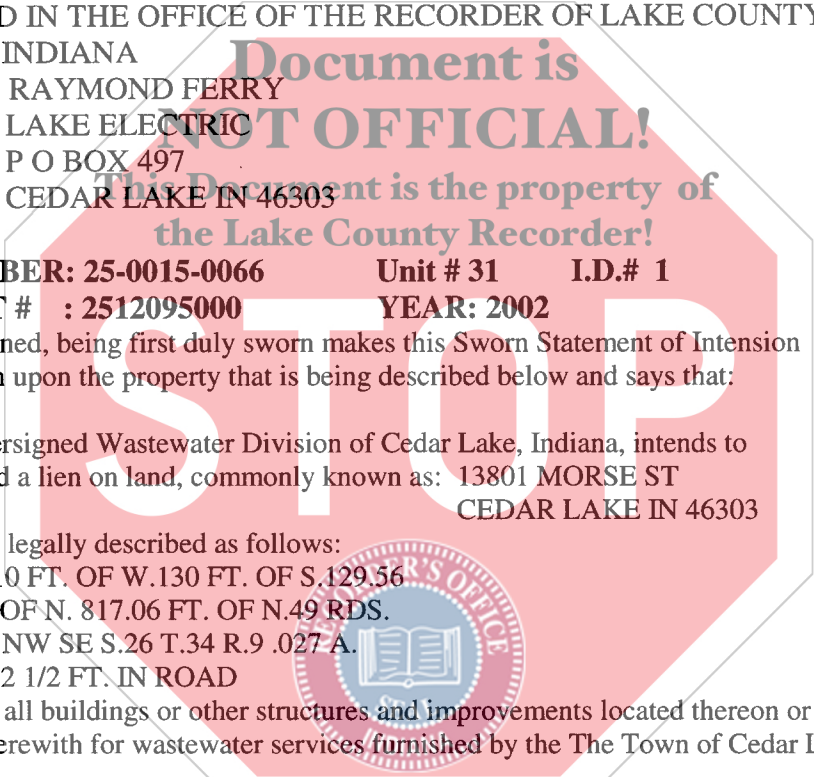 D IN THE OFFICE OF THE RECORDER OF LAKE COUNTY
INDIANA
Document is
RAYMOND FERRY
LAKE ELECTRIC
NOT OFFICIAL!
P O BOX 497
This Document is the property of
CEDAR LAKE IN 46303
the Lake County Recorder!
BER: 25-0015-0066 Unit # 31 I.D.# 1
T # : 2512095000 YEAR: 2002
ned, being first duly sworn makes this Sworn Statement of Intension
n upon the property that is being described below and says that:
STOP
ersigned Wastewater Division of Cedar Lake, Indiana, intends to
d a lien on land, commonly known as: 13801 MORSE ST
CEDAR LAKE IN 46303
legally described as follows:
0 FT. OF W.130 FT. OF S.129.56
OF N. 817.06 FT. OF N.49 RDS.
NW SE S.26 T.34 R.9 .027 A.
2 1/2 FT. IN ROAD
RECORDER'S OFFICE
SEAL
INDIANA
all buildings or other structures and improvements located thereon or
erewith for wastewater services furnished by the The Town of Cedar L